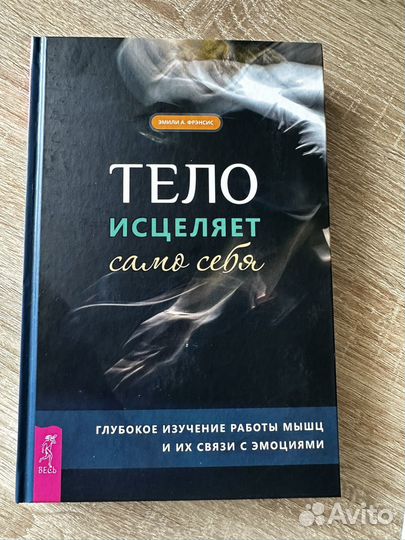 ЭМИЛИ А. ФРЭНСИС
ТЕЛО
ИСЦЕЛЯЕТ
само себя
ГЛУБОКОЕ ИЗУЧЕНИЕ РАБОТЫ МЫШЦ
И ИХ СВЯЗИ С ЭМОЦИЯМИ
ВЕСЬ
Avito